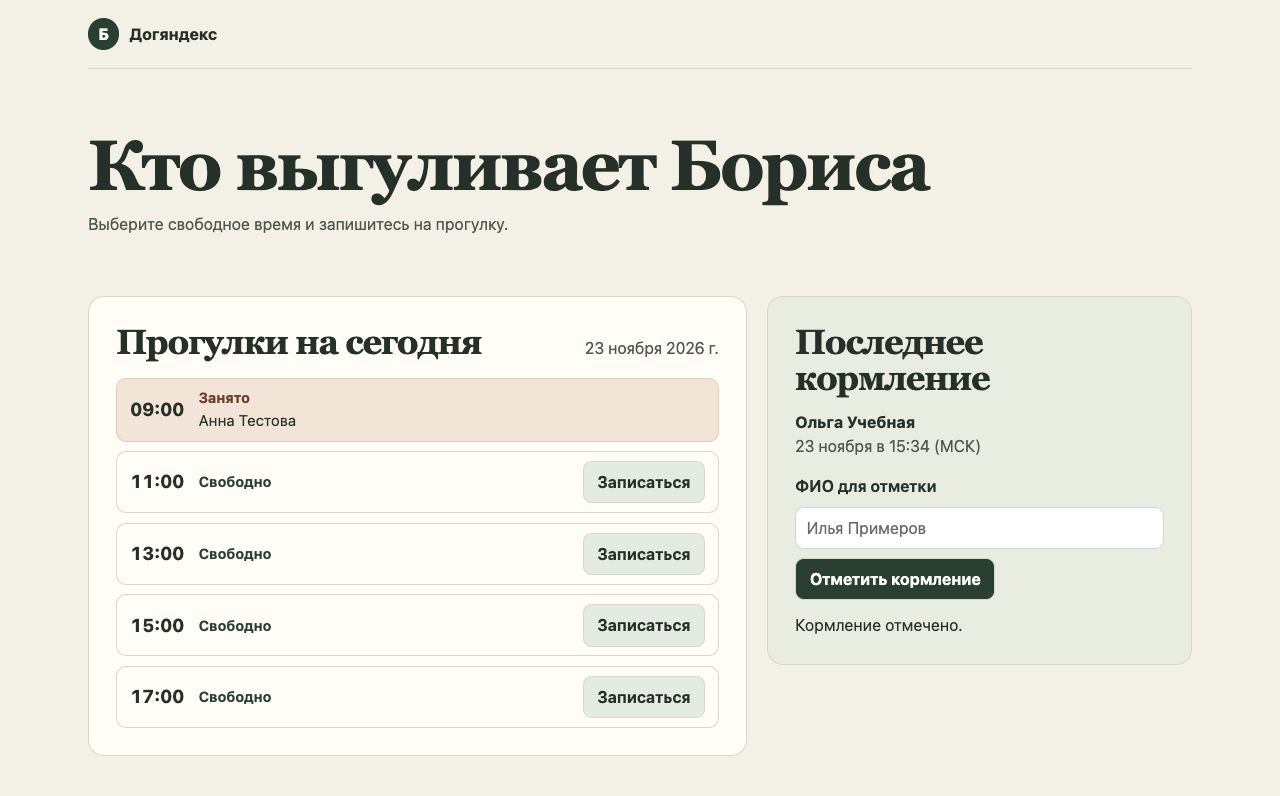 Б Догяндекс
Кто выгуливает Бориса
Выберите свободное время и запишитесь на прогулку.
Прогулки на сегодня
23 ноября 2026 г.
09:00 Занято
Анна Тестова
11:00 Свободно Записаться
13:00 Свободно Записаться
15:00 Свободно Записаться
17:00 Свободно Записаться
Последнее
кормление
Ольга Учебная
23 ноября в 15:34 (МСК)
ФИО для отметки
Илья Примеров
Отметить кормление
Кормление отмечено.